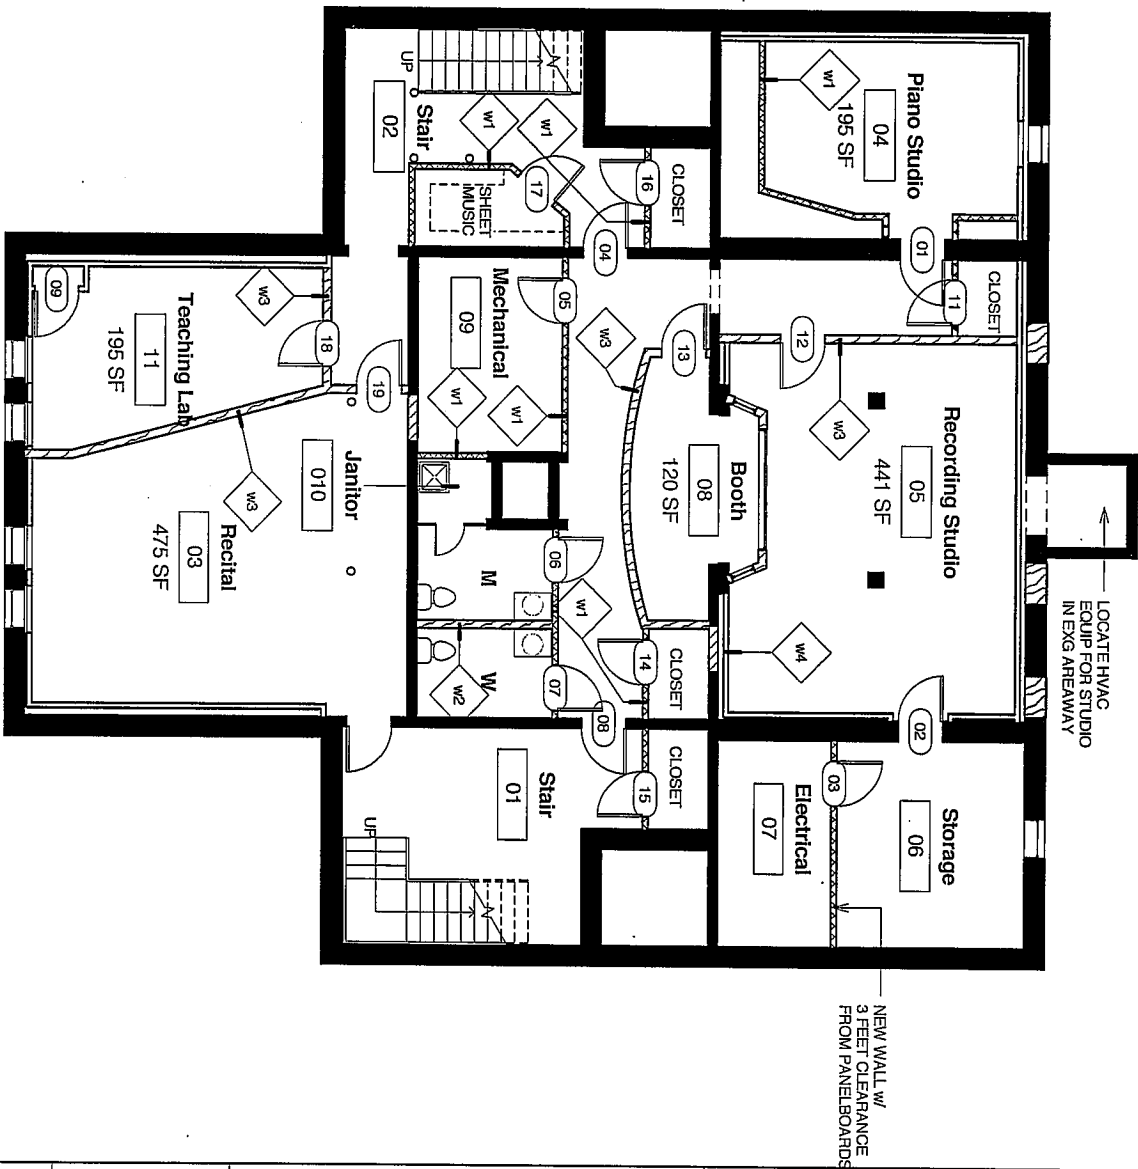 LOCATE HVAC
EQUIP FOR STUDIO
IN EXG AREAWAY
NEW WALL w/
3 FEET CLEARANCE
FROM PANELBOARDS
Piano Studio
04
195 SF
w1
01
CLOSET
11
12
Recording Studio
05
441 SF
w3
w4
02
Storage
06
03
Electrical
07
CLOSET
16
04
w1
w1
17
SHEET
MUSIC
UP
Stair
02
13
w3
Booth
08
120 SF
CLOSET
14
w1
CLOSET
15
08
05
Mechanical
09
w1
w1
06
M
07
W
w2
Stair
01
UP
18
19
w3
09
Teaching Lab
11
195 SF
Janitor
010
w3
Recital
03
475 SF